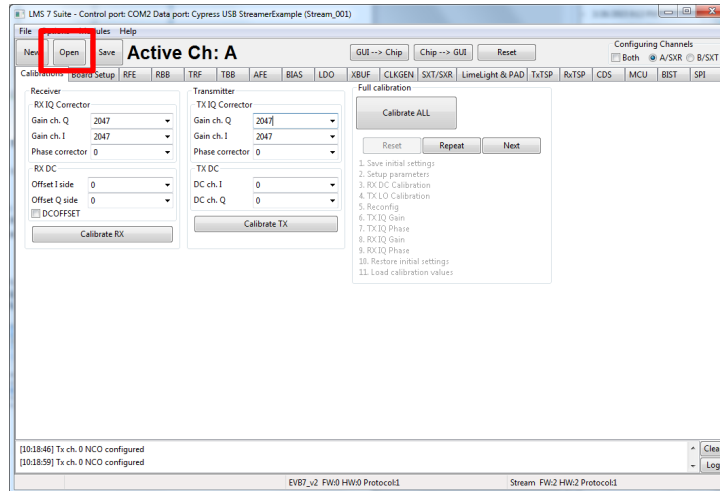 LMS 7 Suite - Control port: COM2 Data port: Cypress USB StreamerExample (Stream_001)
File Options Modules Help
New Open Save Active Ch: A GUI --> Chip Chip --> GUI Reset Configuring Channels
Both A/SXR B/SXT
Calibrations Board Setup RFE RBB TRF TBB AFE BIAS LDO XBUF CLKGEN SXT/SXR LimeLight & PAD TxTSP RxTSP CDS MCU BIST SPI
Receiver Transmitter Full calibration
RX IQ Corrector TX IQ Corrector
Calibrate ALL
Gain ch. Q 2047 Gain ch. Q 2047
Gain ch. I 2047 Gain ch. I 2047
Phase corrector 0 Phase corrector 0
Reset Repeat Next
RX DC TX DC
1. Save initial settings
2. Setup parameters
Offset I side 0 DC ch. I 0
3. RX DC Calibration
4. TX LO Calibration
Offset Q side 0 DC ch. Q 0
5. Reconfig
DCOFFSET
6. TX IQ Gain
Calibrate TX
7. TX IQ Phase
Calibrate RX
8. RX IQ Gain
9. RX IQ Phase
10. Restore initial settings
11. Load calibration values
[10:18:46] Tx ch. 0 NCO configured
Clea
[10:18:59] Tx ch. 0 NCO configured
Log
EVB7_v2 FW:0 HW:0 Protocol:1 Stream FW:2 HW:2 Protocol:1